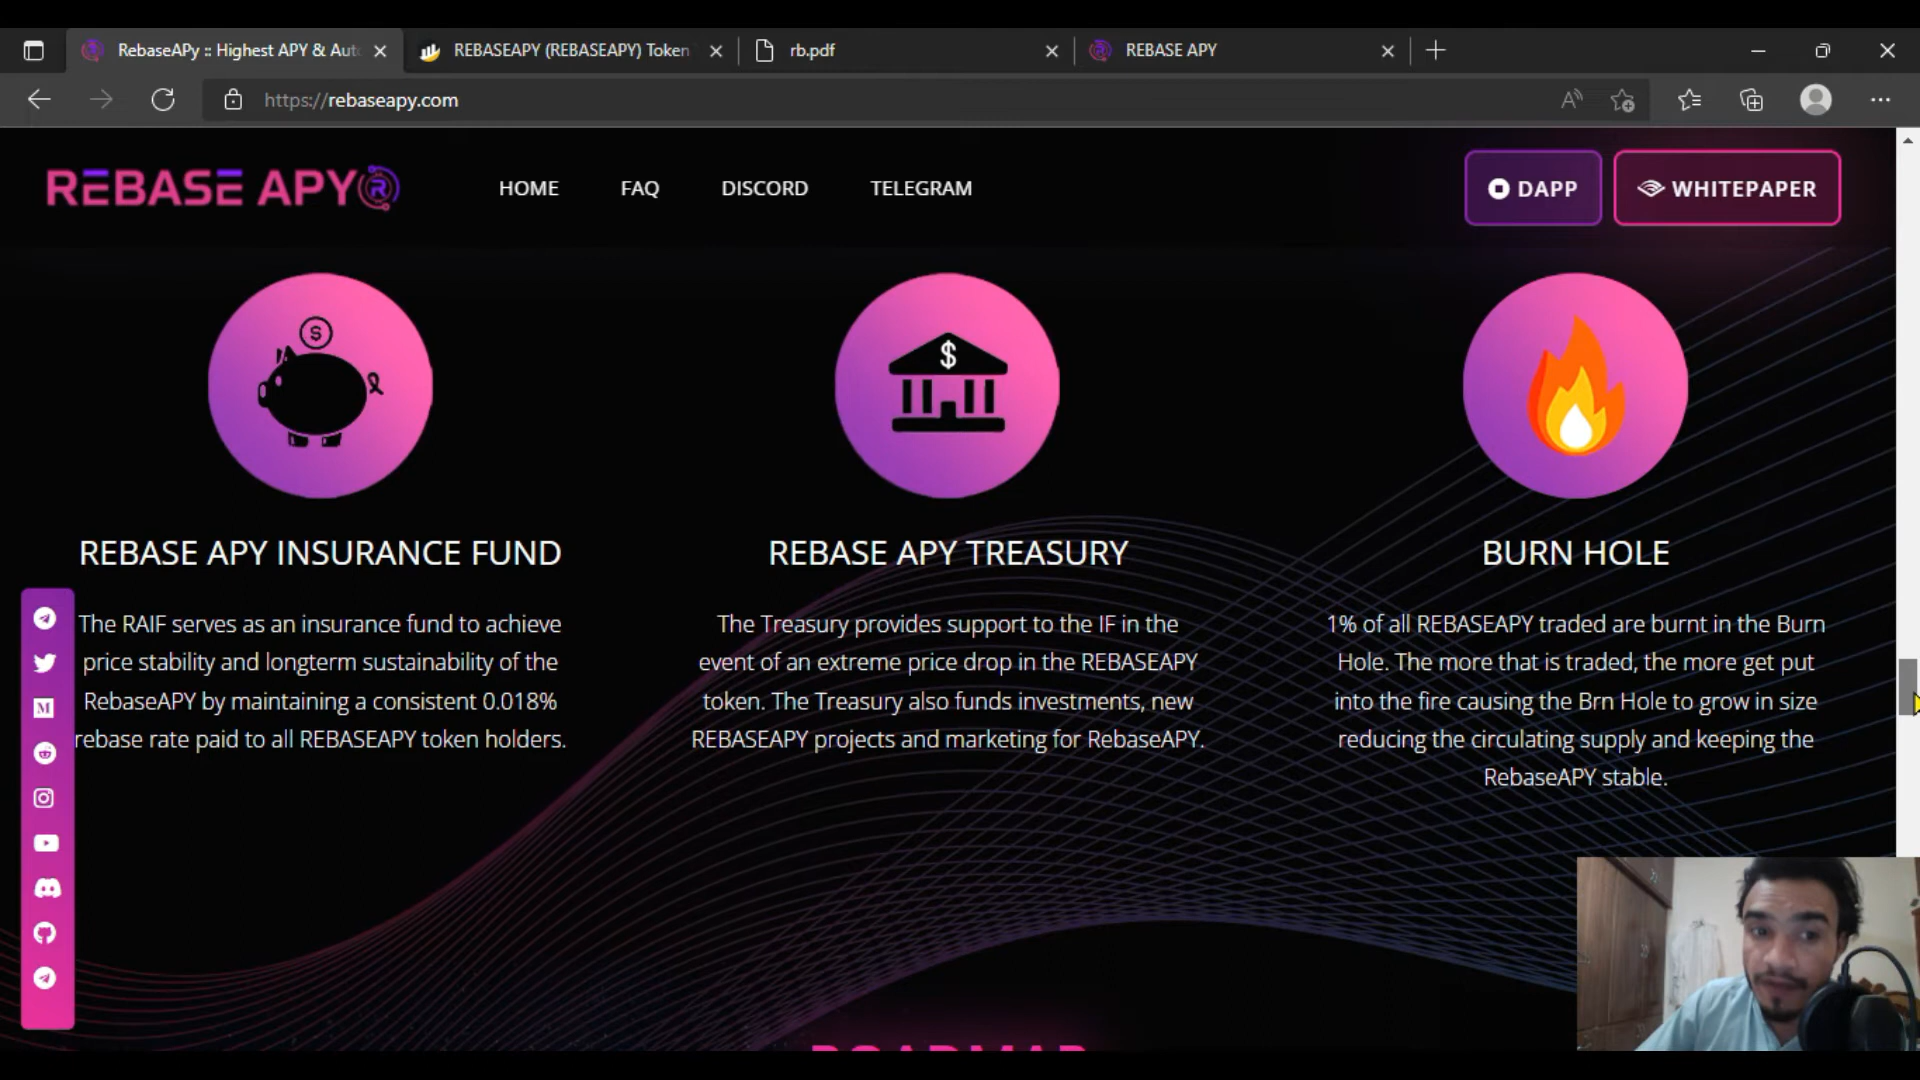 RebaseAPy :: Highest APY & Aut
REBASEAPY (REBASEAPY) Token
rb.pdf
REBASE APY
https://rebaseapy.com
REBASE APY R
HOME
FAQ
DISCORD
TELEGRAM
DAPP
WHITEPAPER
$
$
REBASE APY INSURANCE FUND
The RAIF serves as an insurance fund to achieve
price stability and longterm sustainability of the
RebaseAPY by maintaining a consistent 0.018%
rebase rate paid to all REBASEAPY token holders.
REBASE APY TREASURY
The Treasury provides support to the IF in the
event of an extreme price drop in the REBASEAPY
token. The Treasury also funds investments, new
REBASEAPY projects and marketing for RebaseAPY.
BURN HOLE
1% of all REBASEAPY traded are burnt in the Burn
Hole. The more that is traded, the more get put
into the fire causing the Brn Hole to grow in size
reducing the circulating supply and keeping the
RebaseAPY stable.
ROADMAP